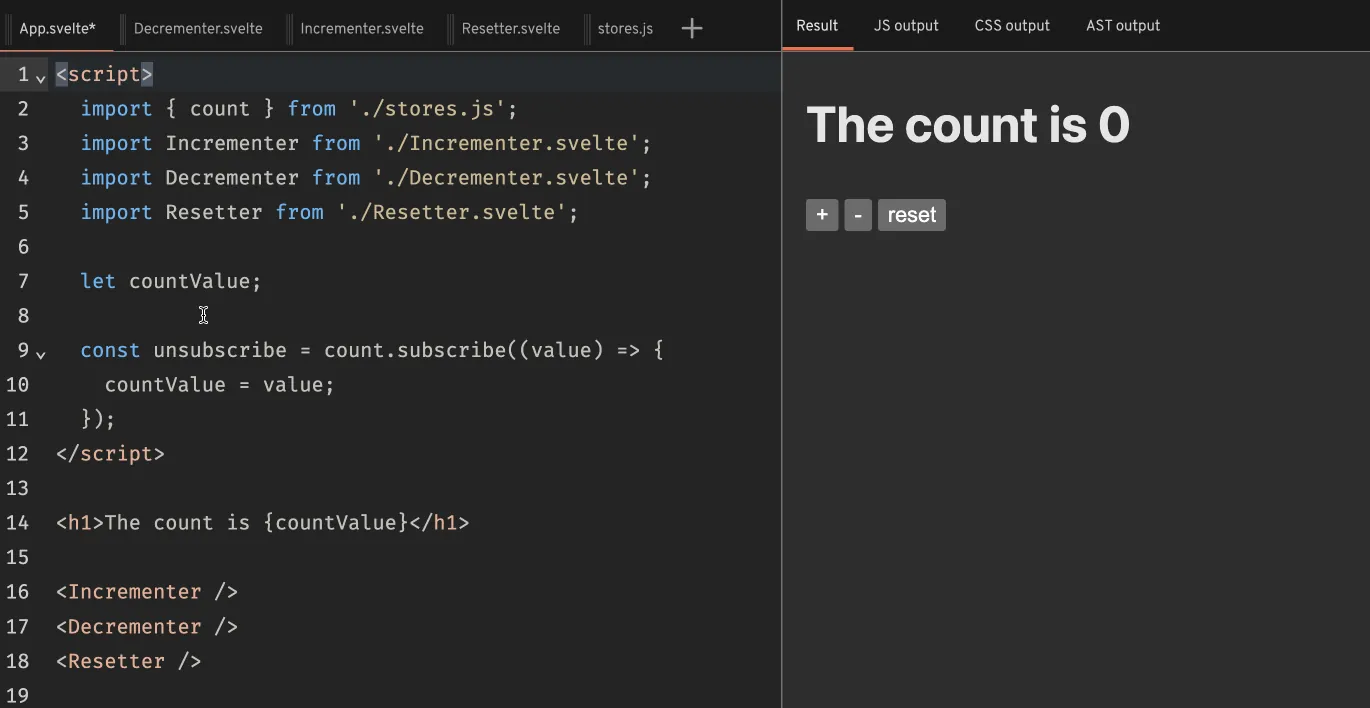 App.svelte* Decrementer.svelte Incrementer.svelte Resetter.svelte stores.js +
1 <script>
2 import { count } from './stores.js';
3 import Incrementer from './Incrementer.svelte';
4 import Decrementer from './Decrementer.svelte';
5 import Resetter from './Resetter.svelte';
6
7 let countValue;
8
9 const unsubscribe = count.subscribe((value) => {
10 countValue = value;
11 });
12 </script>
13
14 <h1>The count is {countValue}</h1>
15
16 <Incrementer />
17 <Decrementer />
18 <Resetter />
19
Result JS output CSS output AST output
The count is 0
+ - reset